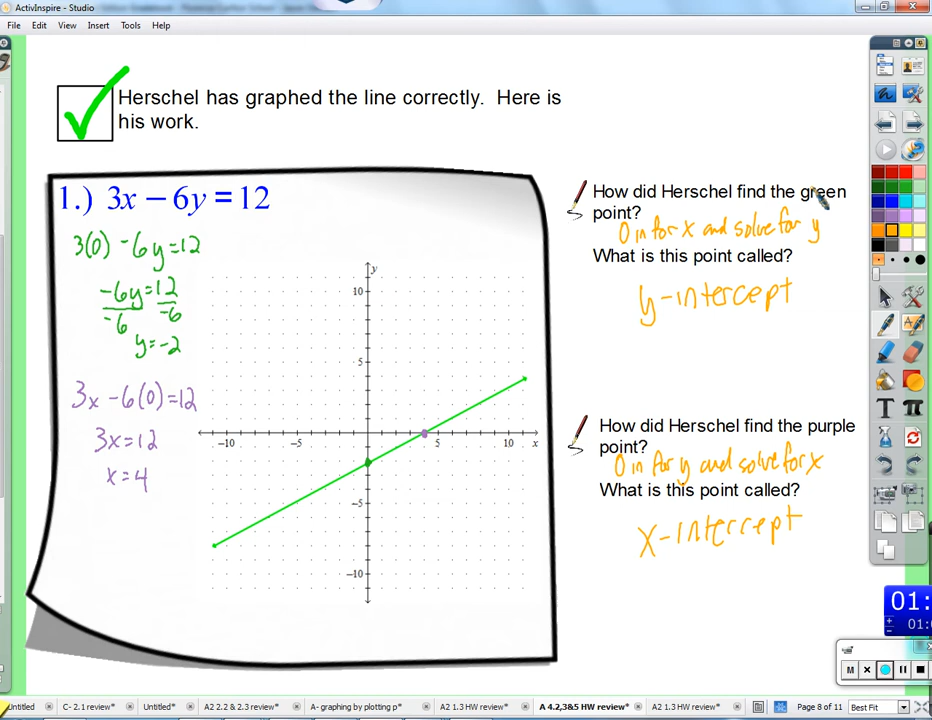 ActivInspire - Studio
File Edit View Insert Tools Help
Herschel has graphed the line correctly. Here is
his work.
1.) 3x − 6y = 12
3(0) -6y=12
-6y=12
-6 -6
y=-2
3x -6(0)=12
3x=12
x=4
y
10
5
-10 -5 5 10 x
-5
-10
How did Herschel find the green
point?
0 in for x and solve for y
What is this point called?
y-intercept
How did Herschel find the purple
point?
0 in for y and solve for x
What is this point called?
x-intercept
01:
01:
M
Untitled C- 2.1 review* Untitled* A2 2.2 & 2.3 review* A- graphing by plotting p* A2 1.3 HW review* A 4.2,3&5 HW review* A2 1.3 HW review* Page 8 of 11 Best Fit